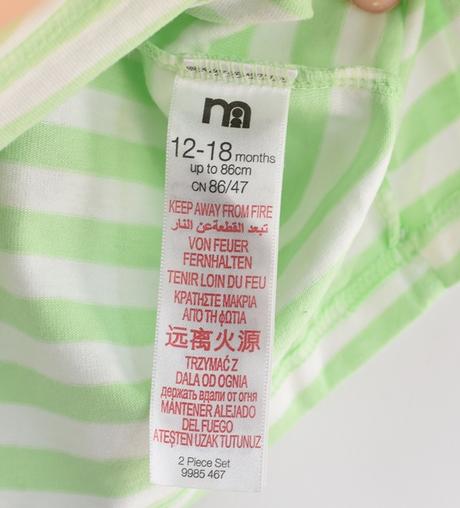 12-18 months
up to 86cm
CN 86/47
KEEP AWAY FROM FIRE
تبعد القطعة عن النار
VON FEUER
FERNHALTEN
TENIR LOIN DU FEU
ΚΡΑΤΗΣΤΕ ΜΑΚΡΙΑ
ΑΠΌ ΤΗ ΦΩΤΙΑ
远离火源
TRZYMAĆ Z
DALA OD OGNIA
держать вдали от огня
MANTENER ALEJADO
DEL FUEGO
ATEŞTEN UZAK TUTUNUZ
2 Piece Set
9985 467